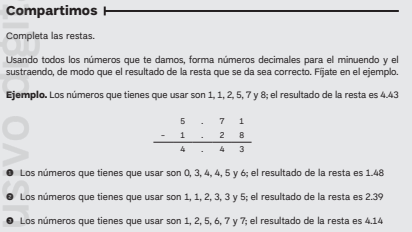 Compartimos
Completa las restas.
Usando todos los números que te damos, forma números decimales para el minuendo y el
sustraendo, de modo que el resultado de la resta que se da sea correcto. Fíjate en el ejemplo.
Ejemplo. Los números que tienes que usar son 1, 1, 2, 5, 7 y 8; el resultado de la resta es 4.43
5 . 7 1
- 1 . 2 8
4 . 4 3
1 Los números que tienes que usar son 0, 3, 4, 4, 5 y 6; el resultado de la resta es 1.48
2 Los números que tienes que usar son 1, 1, 2, 3, 3 y 5; el resultado de la resta es 2.39
3 Los números que tienes que usar son 1, 2, 5, 6, 7 y 7; el resultado de la resta es 4.14